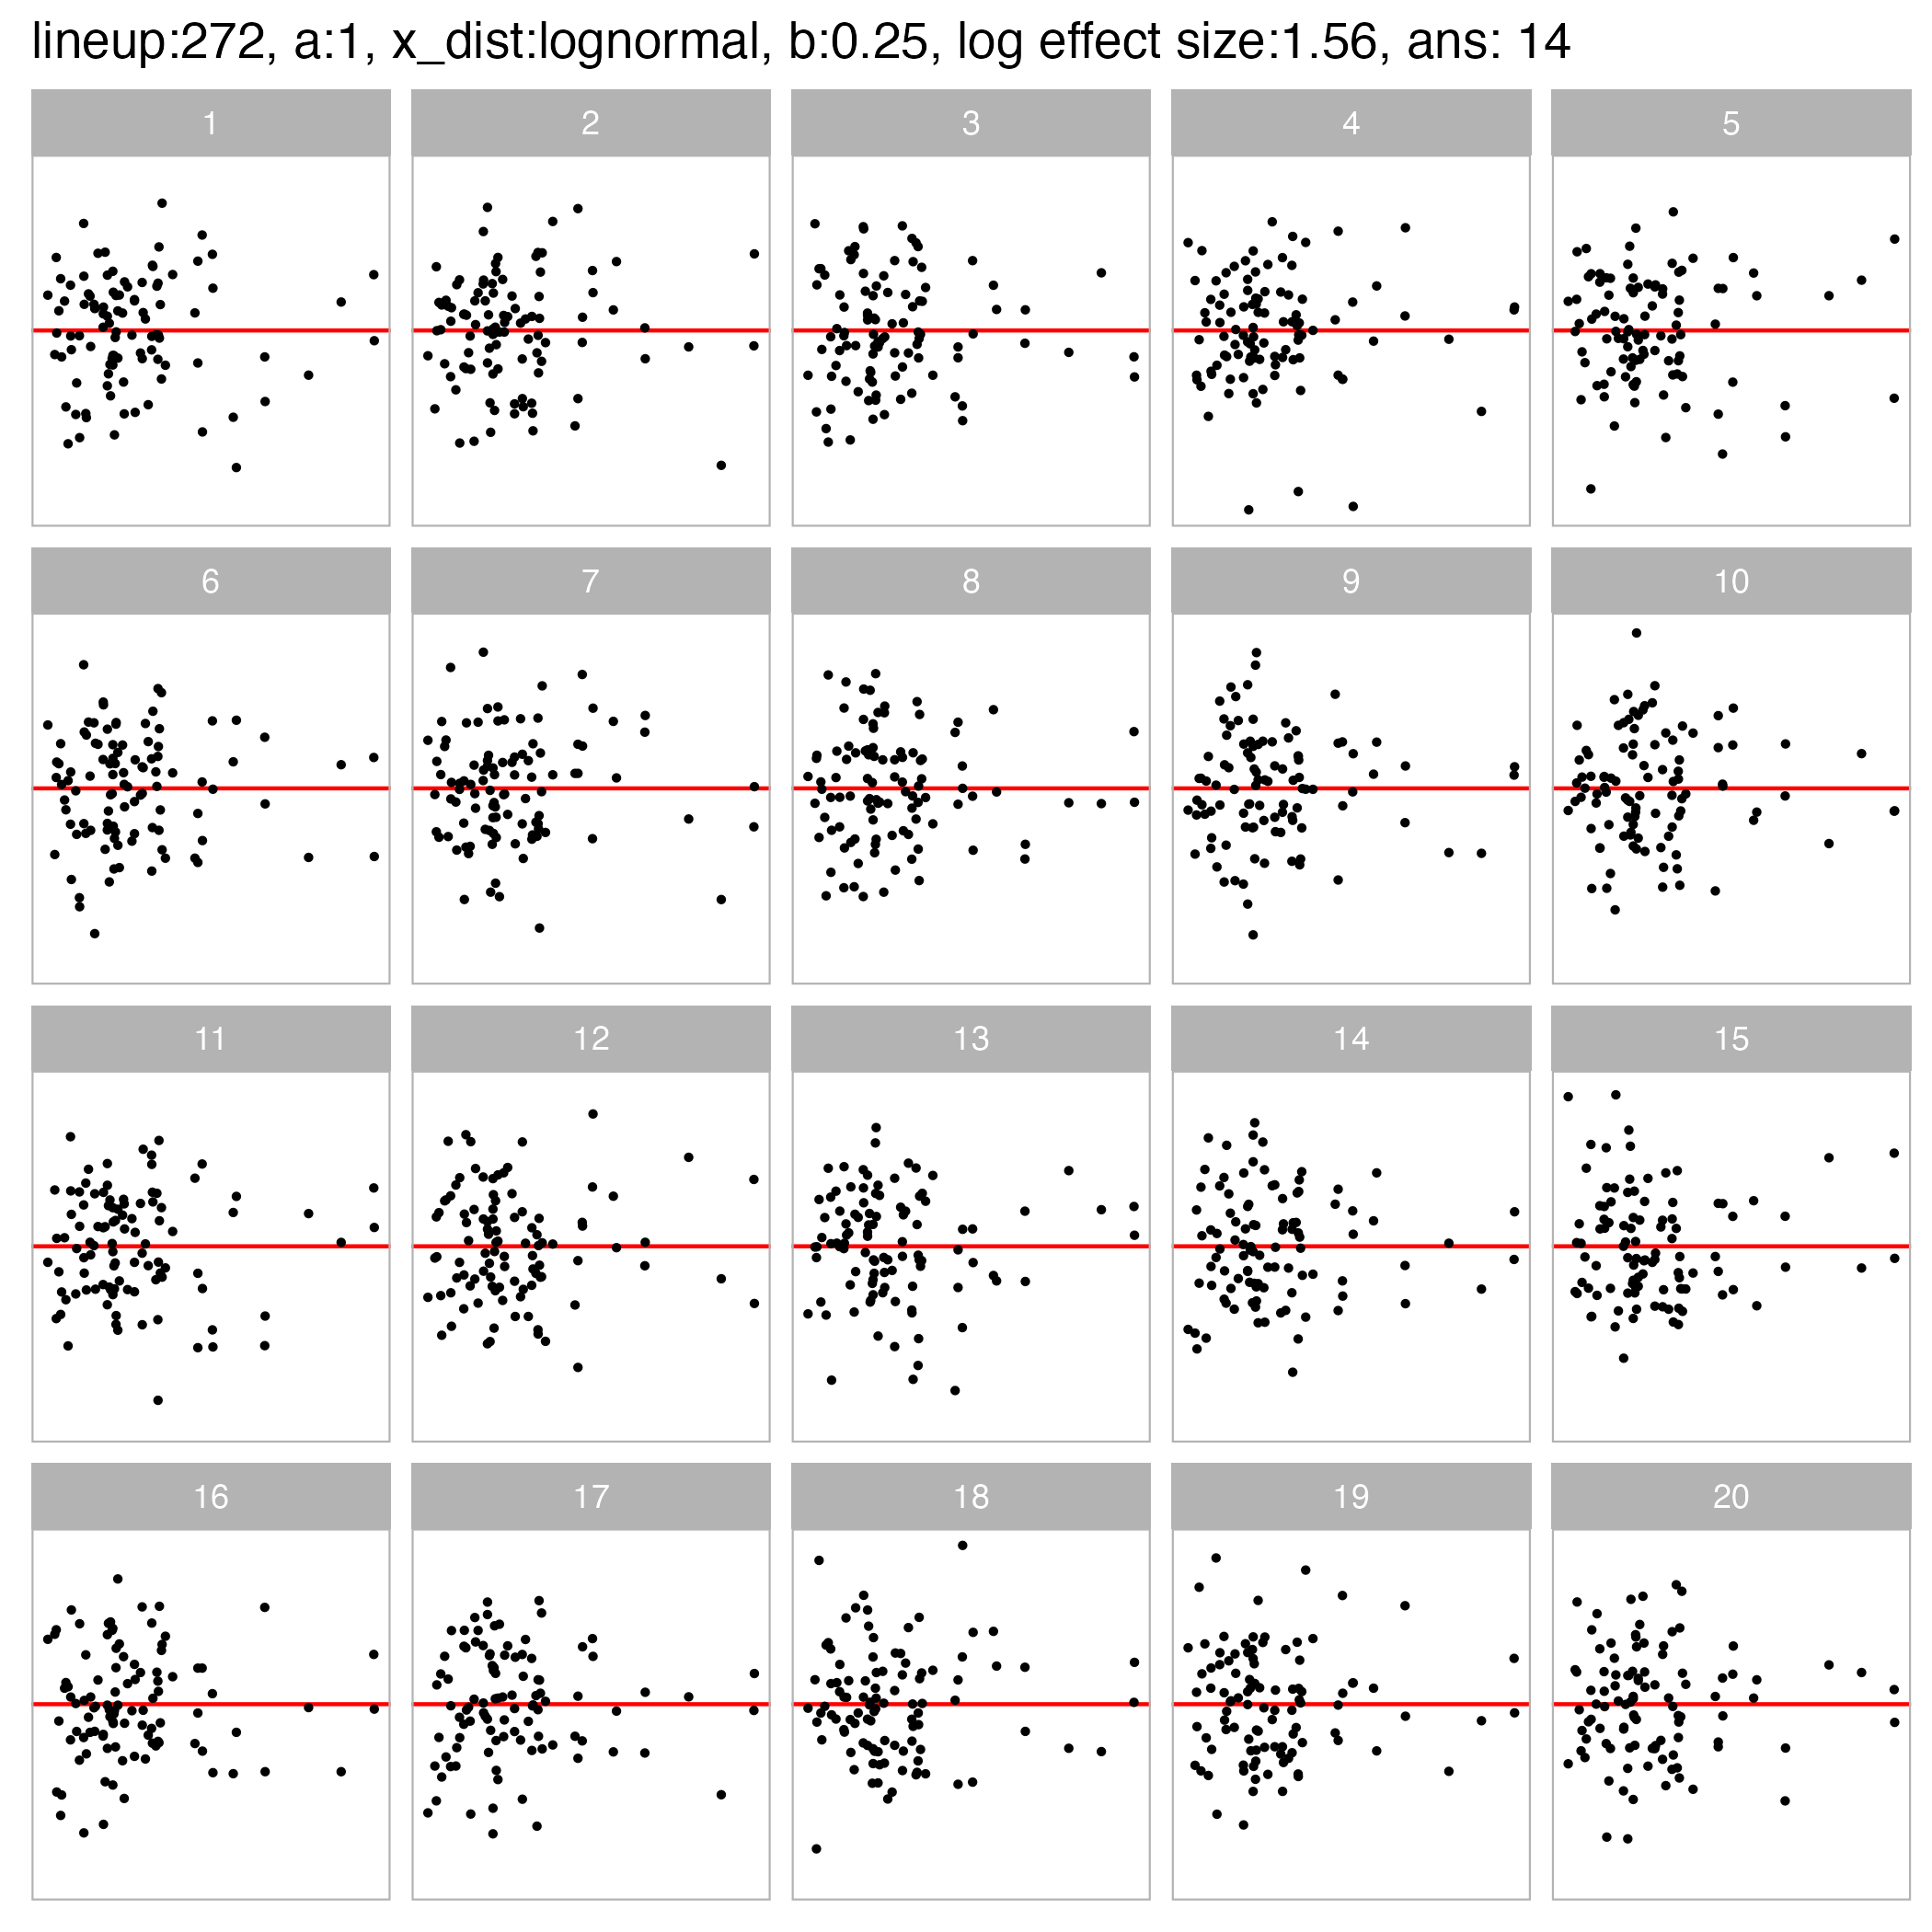 lineup:272, a:1, x_dist:lognormal, b:0.25, log effect size:1.56, ans: 14
1 2 3 4 5
6 7 8 9 10
11 12 13 14 15
16 17 18 19 20